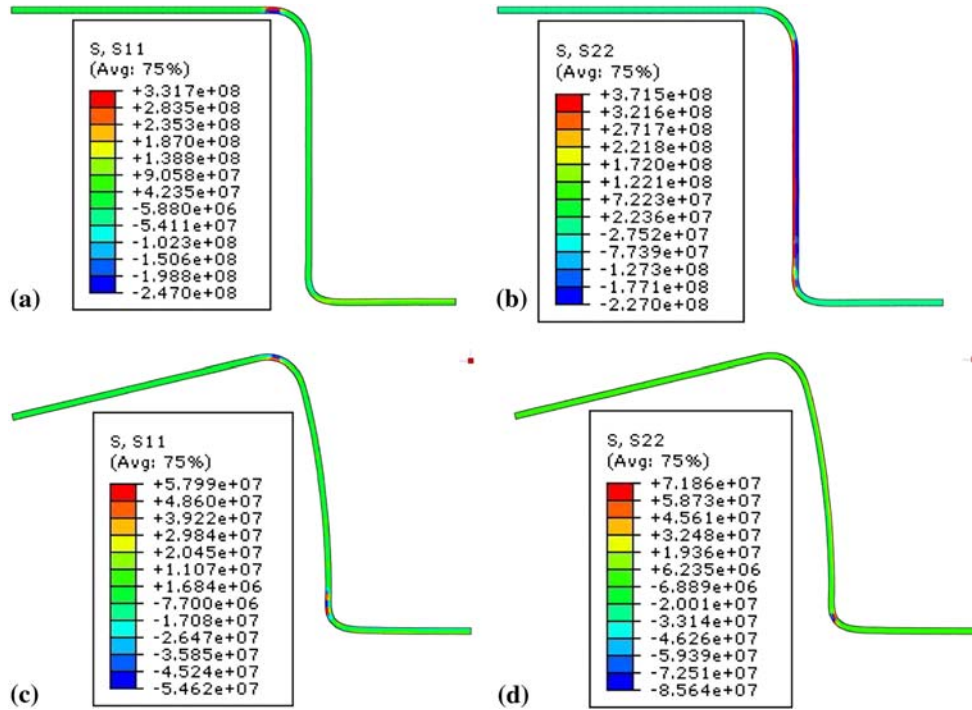 S, S11
(Avg: 75%)
+3.317e+08
+2.835e+08
+2.353e+08
+1.870e+08
+1.388e+08
+9.058e+07
+4.235e+07
-5.880e+06
-5.411e+07
-1.023e+08
-1.506e+08
-1.988e+08
-2.470e+08
(a)
S, S22
(Avg: 75%)
+3.715e+08
+3.216e+08
+2.717e+08
+2.218e+08
+1.720e+08
+1.221e+08
+7.223e+07
+2.236e+07
-2.752e+07
-7.739e+07
-1.273e+08
-1.771e+08
-2.270e+08
(b)
S, S11
(Avg: 75%)
+5.799e+07
+4.860e+07
+3.922e+07
+2.984e+07
+2.045e+07
+1.107e+07
+1.684e+06
-7.700e+06
-1.708e+07
-2.647e+07
-3.585e+07
-4.524e+07
-5.462e+07
(c)
S, S22
(Avg: 75%)
+7.186e+07
+5.873e+07
+4.561e+07
+3.248e+07
+1.936e+07
+6.235e+06
-6.889e+06
-2.001e+07
-3.314e+07
-4.626e+07
-5.939e+07
-7.251e+07
-8.564e+07
(d)